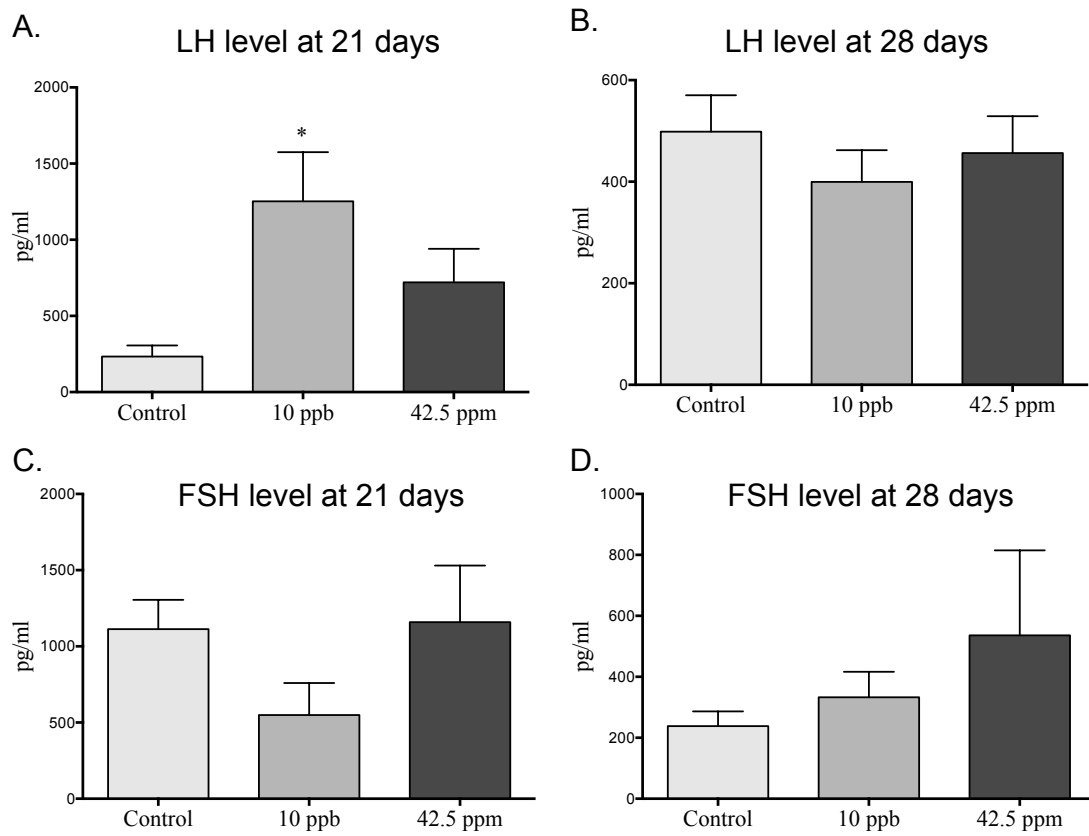 A.
LH level at 21 days
2000
1500
1000
500
0
pg/ml
*
Control 10 ppb 42.5 ppm
B.
LH level at 28 days
600
400
200
0
pg/ml
Control 10 ppb 42.5 ppm
C.
FSH level at 21 days
2000
1500
1000
500
0
pg/ml
Control 10 ppb 42.5 ppm
D.
FSH level at 28 days
1000
800
600
400
200
0
pg/ml
Control 10 ppb 42.5 ppm